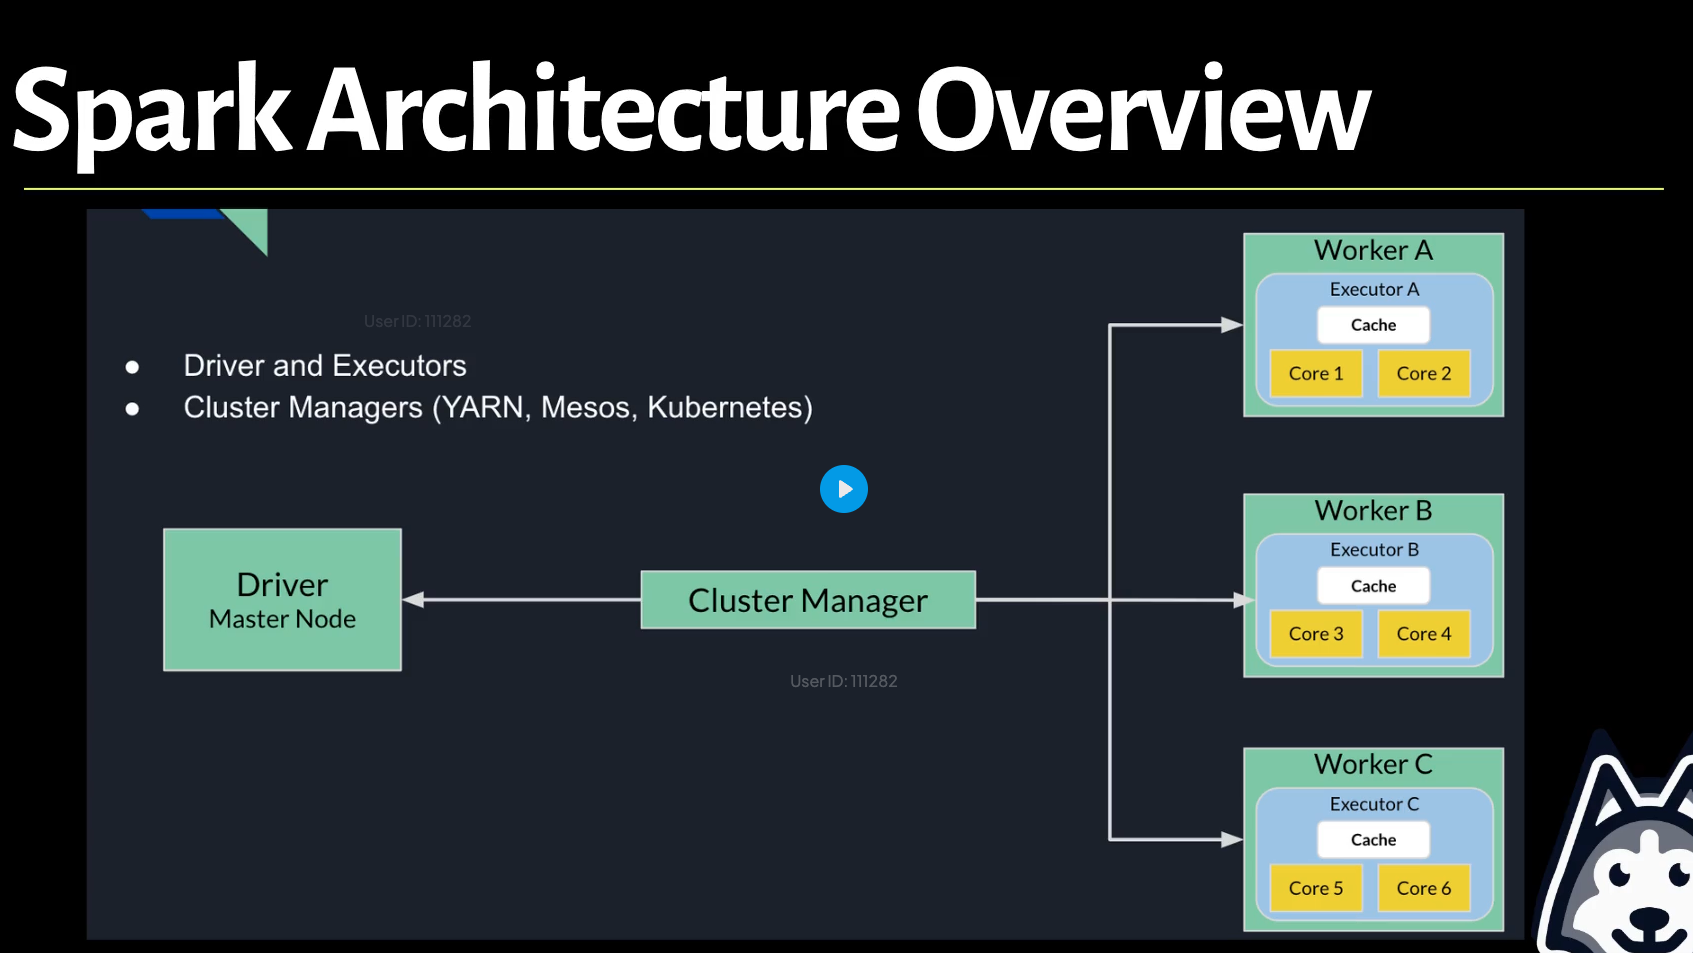 Spark Architecture Overview
User ID: 111282
● Driver and Executors
● Cluster Managers (YARN, Mesos, Kubernetes)
Driver
Master Node
Cluster Manager
User ID: 111282
Worker A
Executor A
Cache
Core 1 Core 2
Worker B
Executor B
Cache
Core 3 Core 4
Worker C
Executor C
Cache
Core 5 Core 6